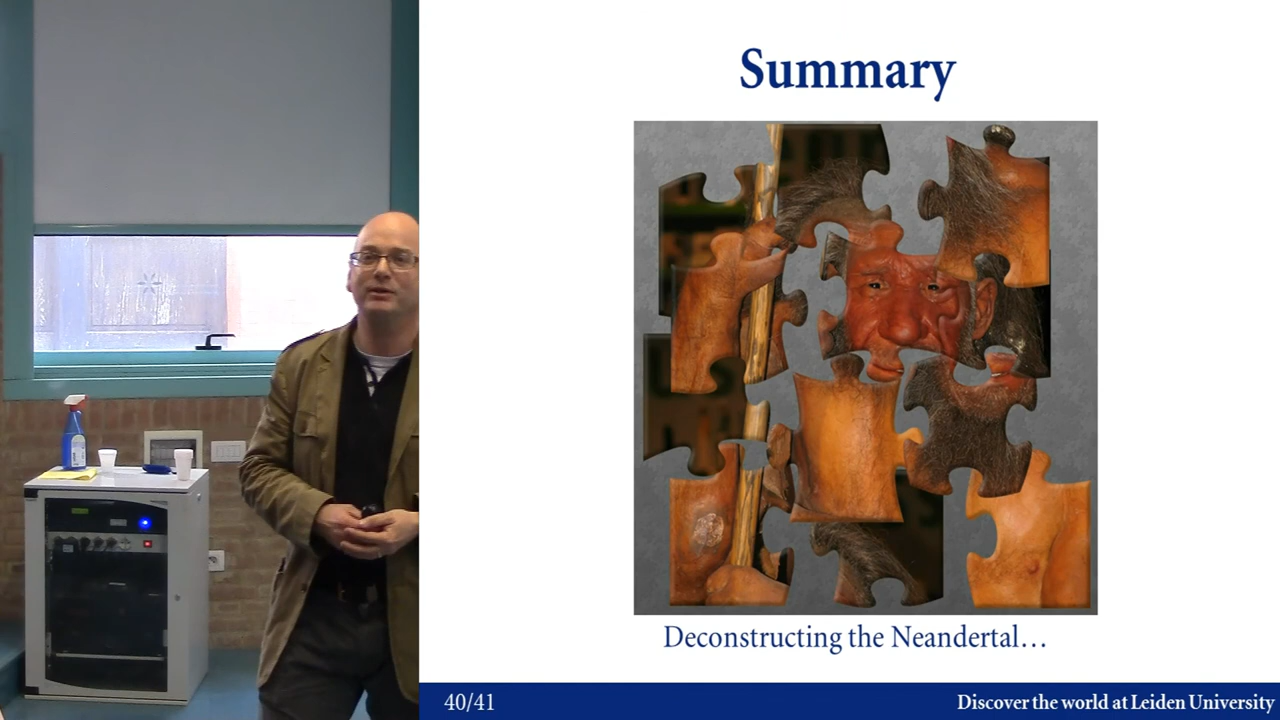 Summary
Deconstructing the Neandertal…
40/41
Discover the world at Leiden University